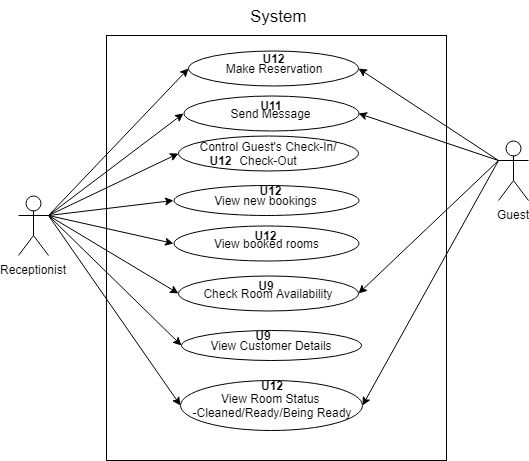 System
U12
Make Reservation
U11
Send Message
Control Guest's Check-In/
U12 Check-Out
U12
View new bookings
U12
View booked rooms
U9
Check Room Availability
U9
View Customer Details
U12
View Room Status
-Cleaned/Ready/Being Ready
Receptionist
Guest